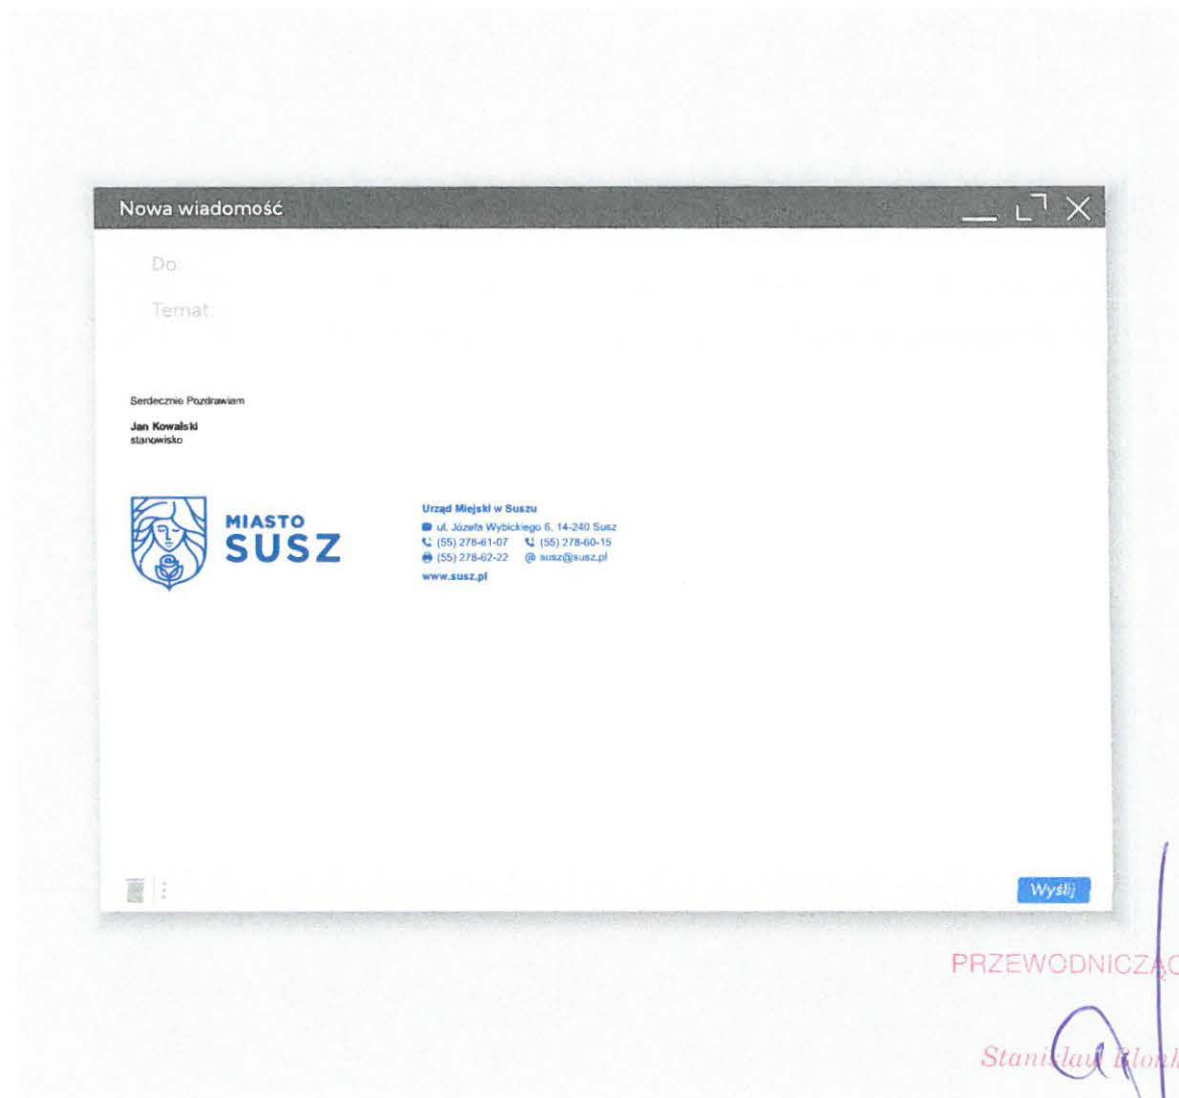 Nowa wiadomość
Do:
Temat:
Serdecznie Pozdrawiam
Jan Kowalski
stanowisko
MIASTO
SUSZ
Urząd Miejski w Suszu
ul. Józefa Wybickiego 6, 14-240 Susz
(55) 278-61-07 (55) 278-60-15
(55) 278-62-22 @ susz@susz.pl
www.susz.pl
Wyślij
PRZEWODNICZĄC
Stanisław